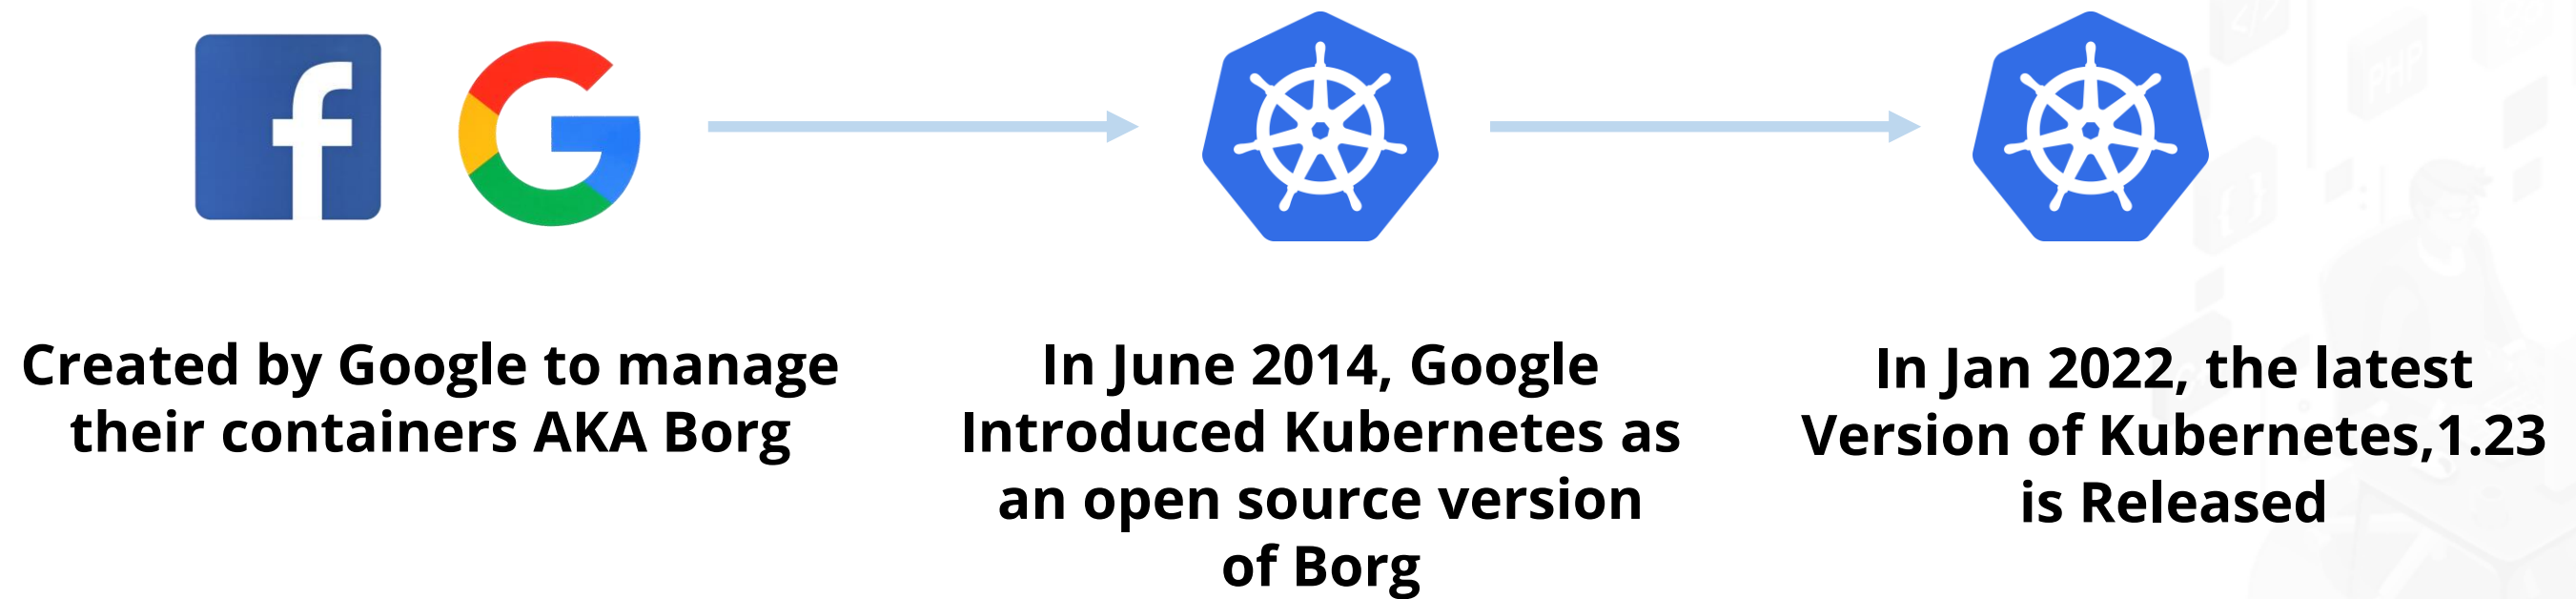 Created by Google to manage
their containers AKA Borg
In June 2014, Google
Introduced Kubernetes as
an open source version
of Borg
In Jan 2022, the latest
Version of Kubernetes,1.23
is Released
PHP